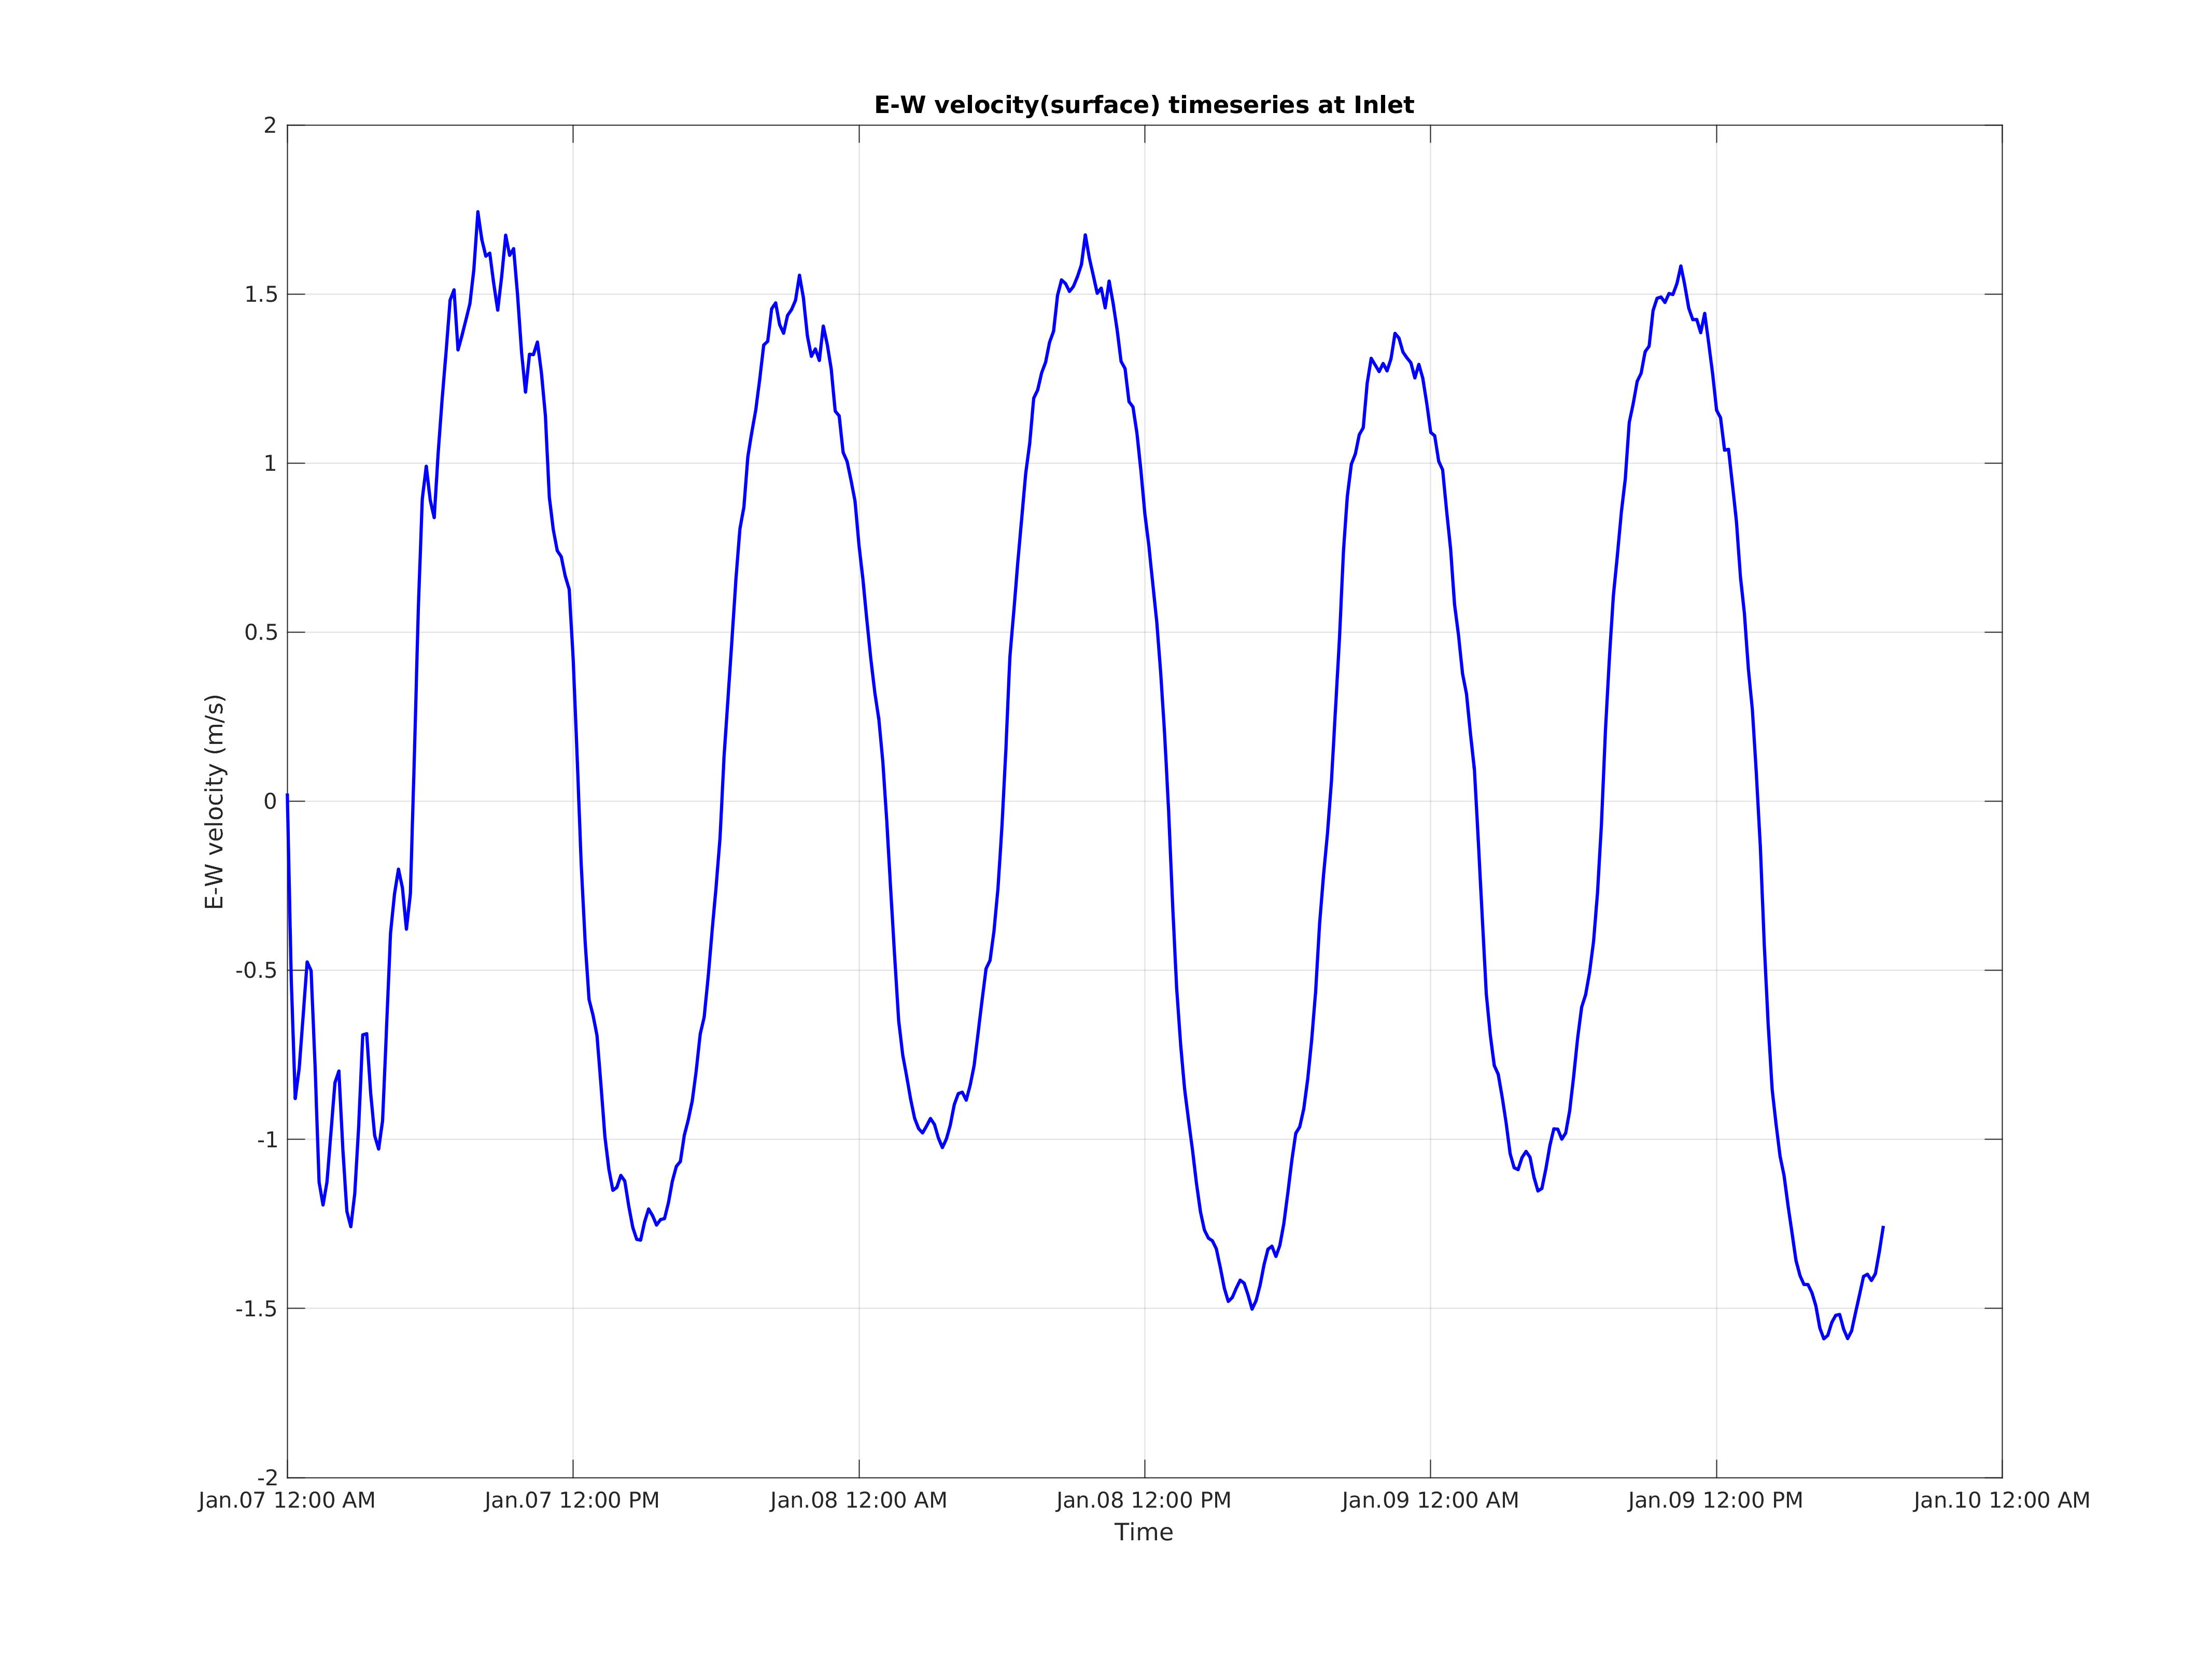 E-W velocity(surface) timeseries at Inlet
2
1.5
1
0.5
0
-0.5
-1
-1.5
-2
E-W velocity (m/s)
Jan.07 12:00 AM
Jan.07 12:00 PM
Jan.08 12:00 AM
Jan.08 12:00 PM
Jan.09 12:00 AM
Jan.09 12:00 PM
Jan.10 12:00 AM
Time